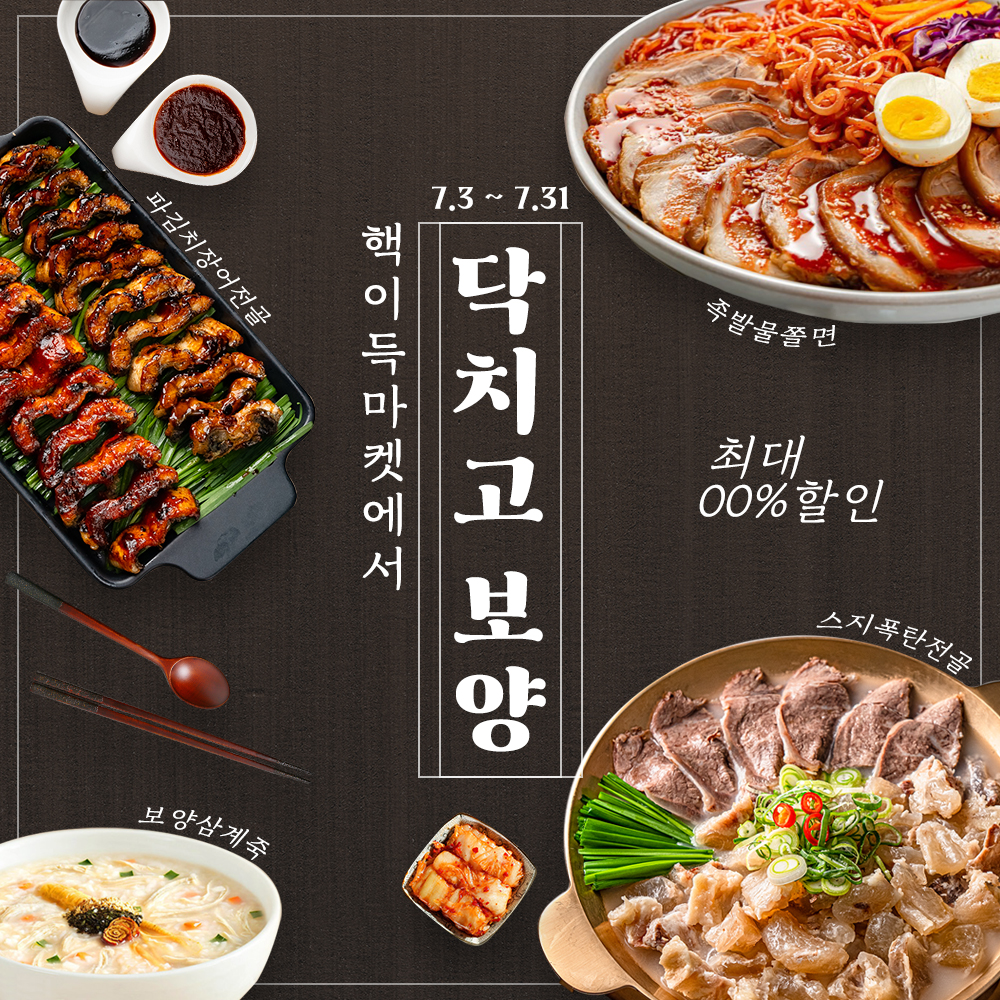 7.3 ~ 7.31
핵이득마켓에서
닥치고 보양
파김치장어전골
족발물쫄면
최대
00%할인
스지폭탄전골
보양삼계죽